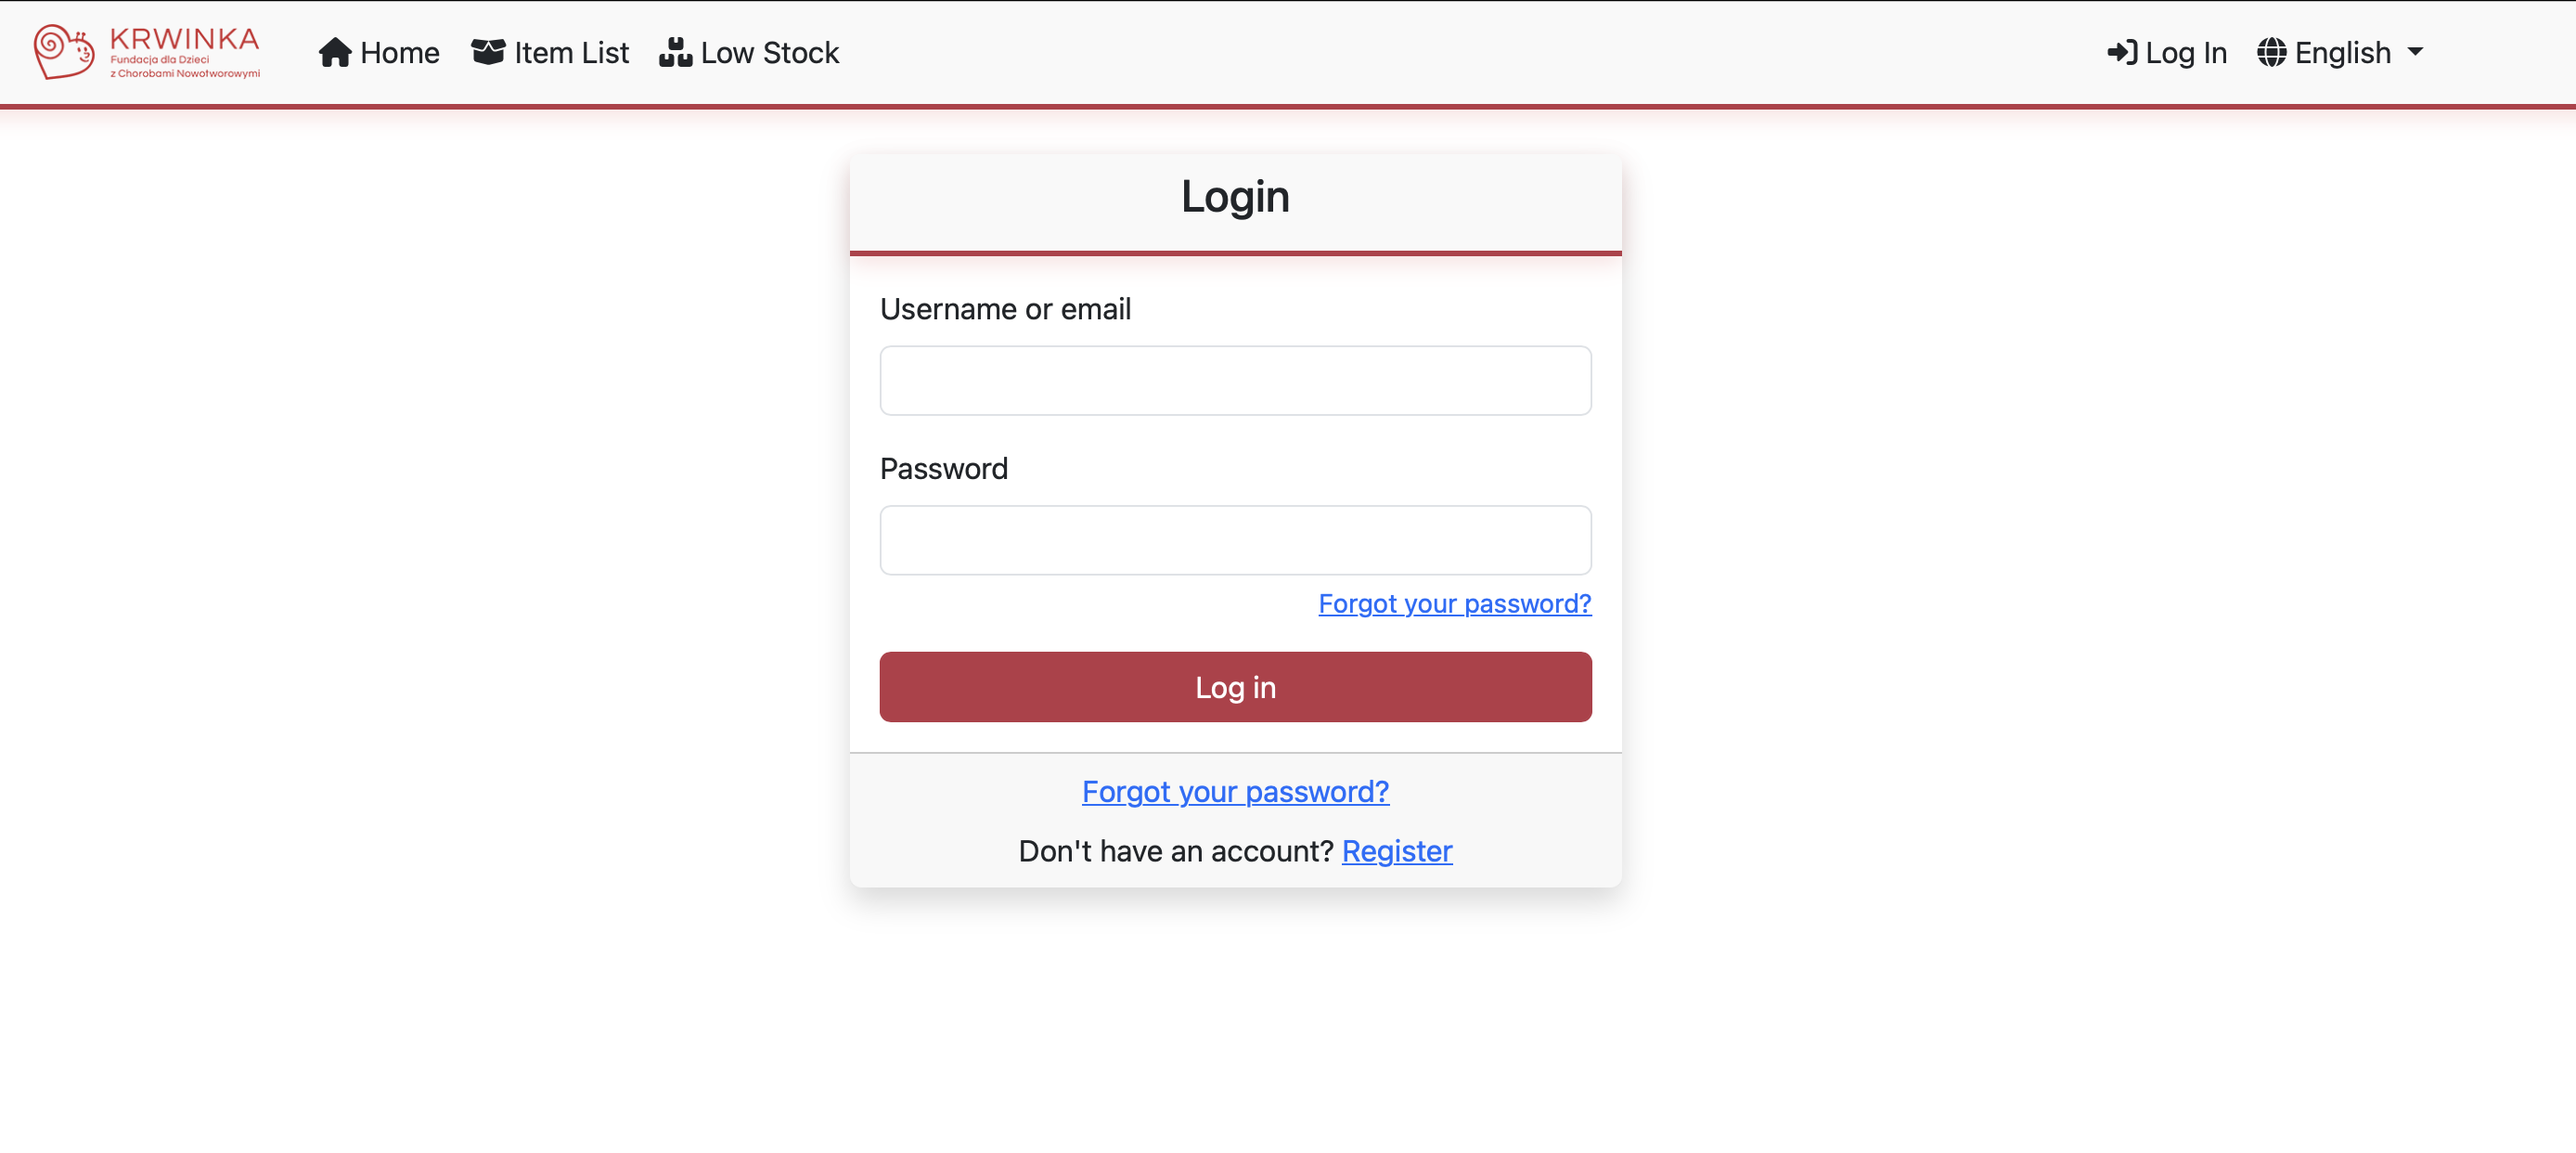 KRWINKA
Fundacja dla Dzieci
z Chorobami Nowotworowymi
Home Item List Low Stock Log In English
Login
Username or email
Password
Forgot your password?
Log in
Forgot your password?
Don't have an account? Register